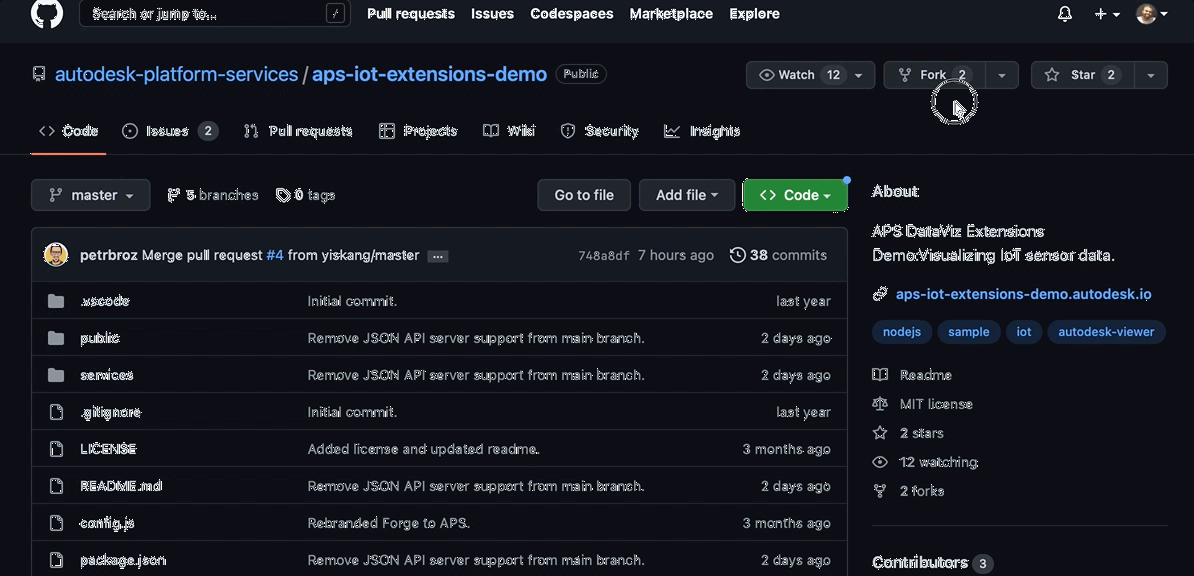 Search or jump to... /
Pull requests Issues Codespaces Marketplace Explore
autodesk-platform-services / aps-iot-extensions-demo Public
Watch 12 Fork 2 Star 2
Code Issues 2 Pull requests Projects Wiki Security Insights
master 5 branches 0 tags Go to file Add file Code
petrbroz Merge pull request #4 from yiskang/master ... 748a8df 7 hours ago 38 commits
.vscode Initial commit. last year
public Remove JSON API server support from main branch. 2 days ago
services Remove JSON API server support from main branch. 2 days ago
.gitignore Initial commit. last year
LICENSE Added license and updated readme. 3 months ago
README.md Remove JSON API server support from main branch. 2 days ago
config.js Rebranded Forge to APS. 3 months ago
package.json Remove JSON API server support from main branch. 2 days ago
About
APS DataViz Extensions
Demo:Visualizing IoT sensor data.
aps-iot-extensions-demo.autodesk.io
nodejs sample iot autodesk-viewer
Readme
MIT license
2 stars
12 watching
2 forks
Contributors 3